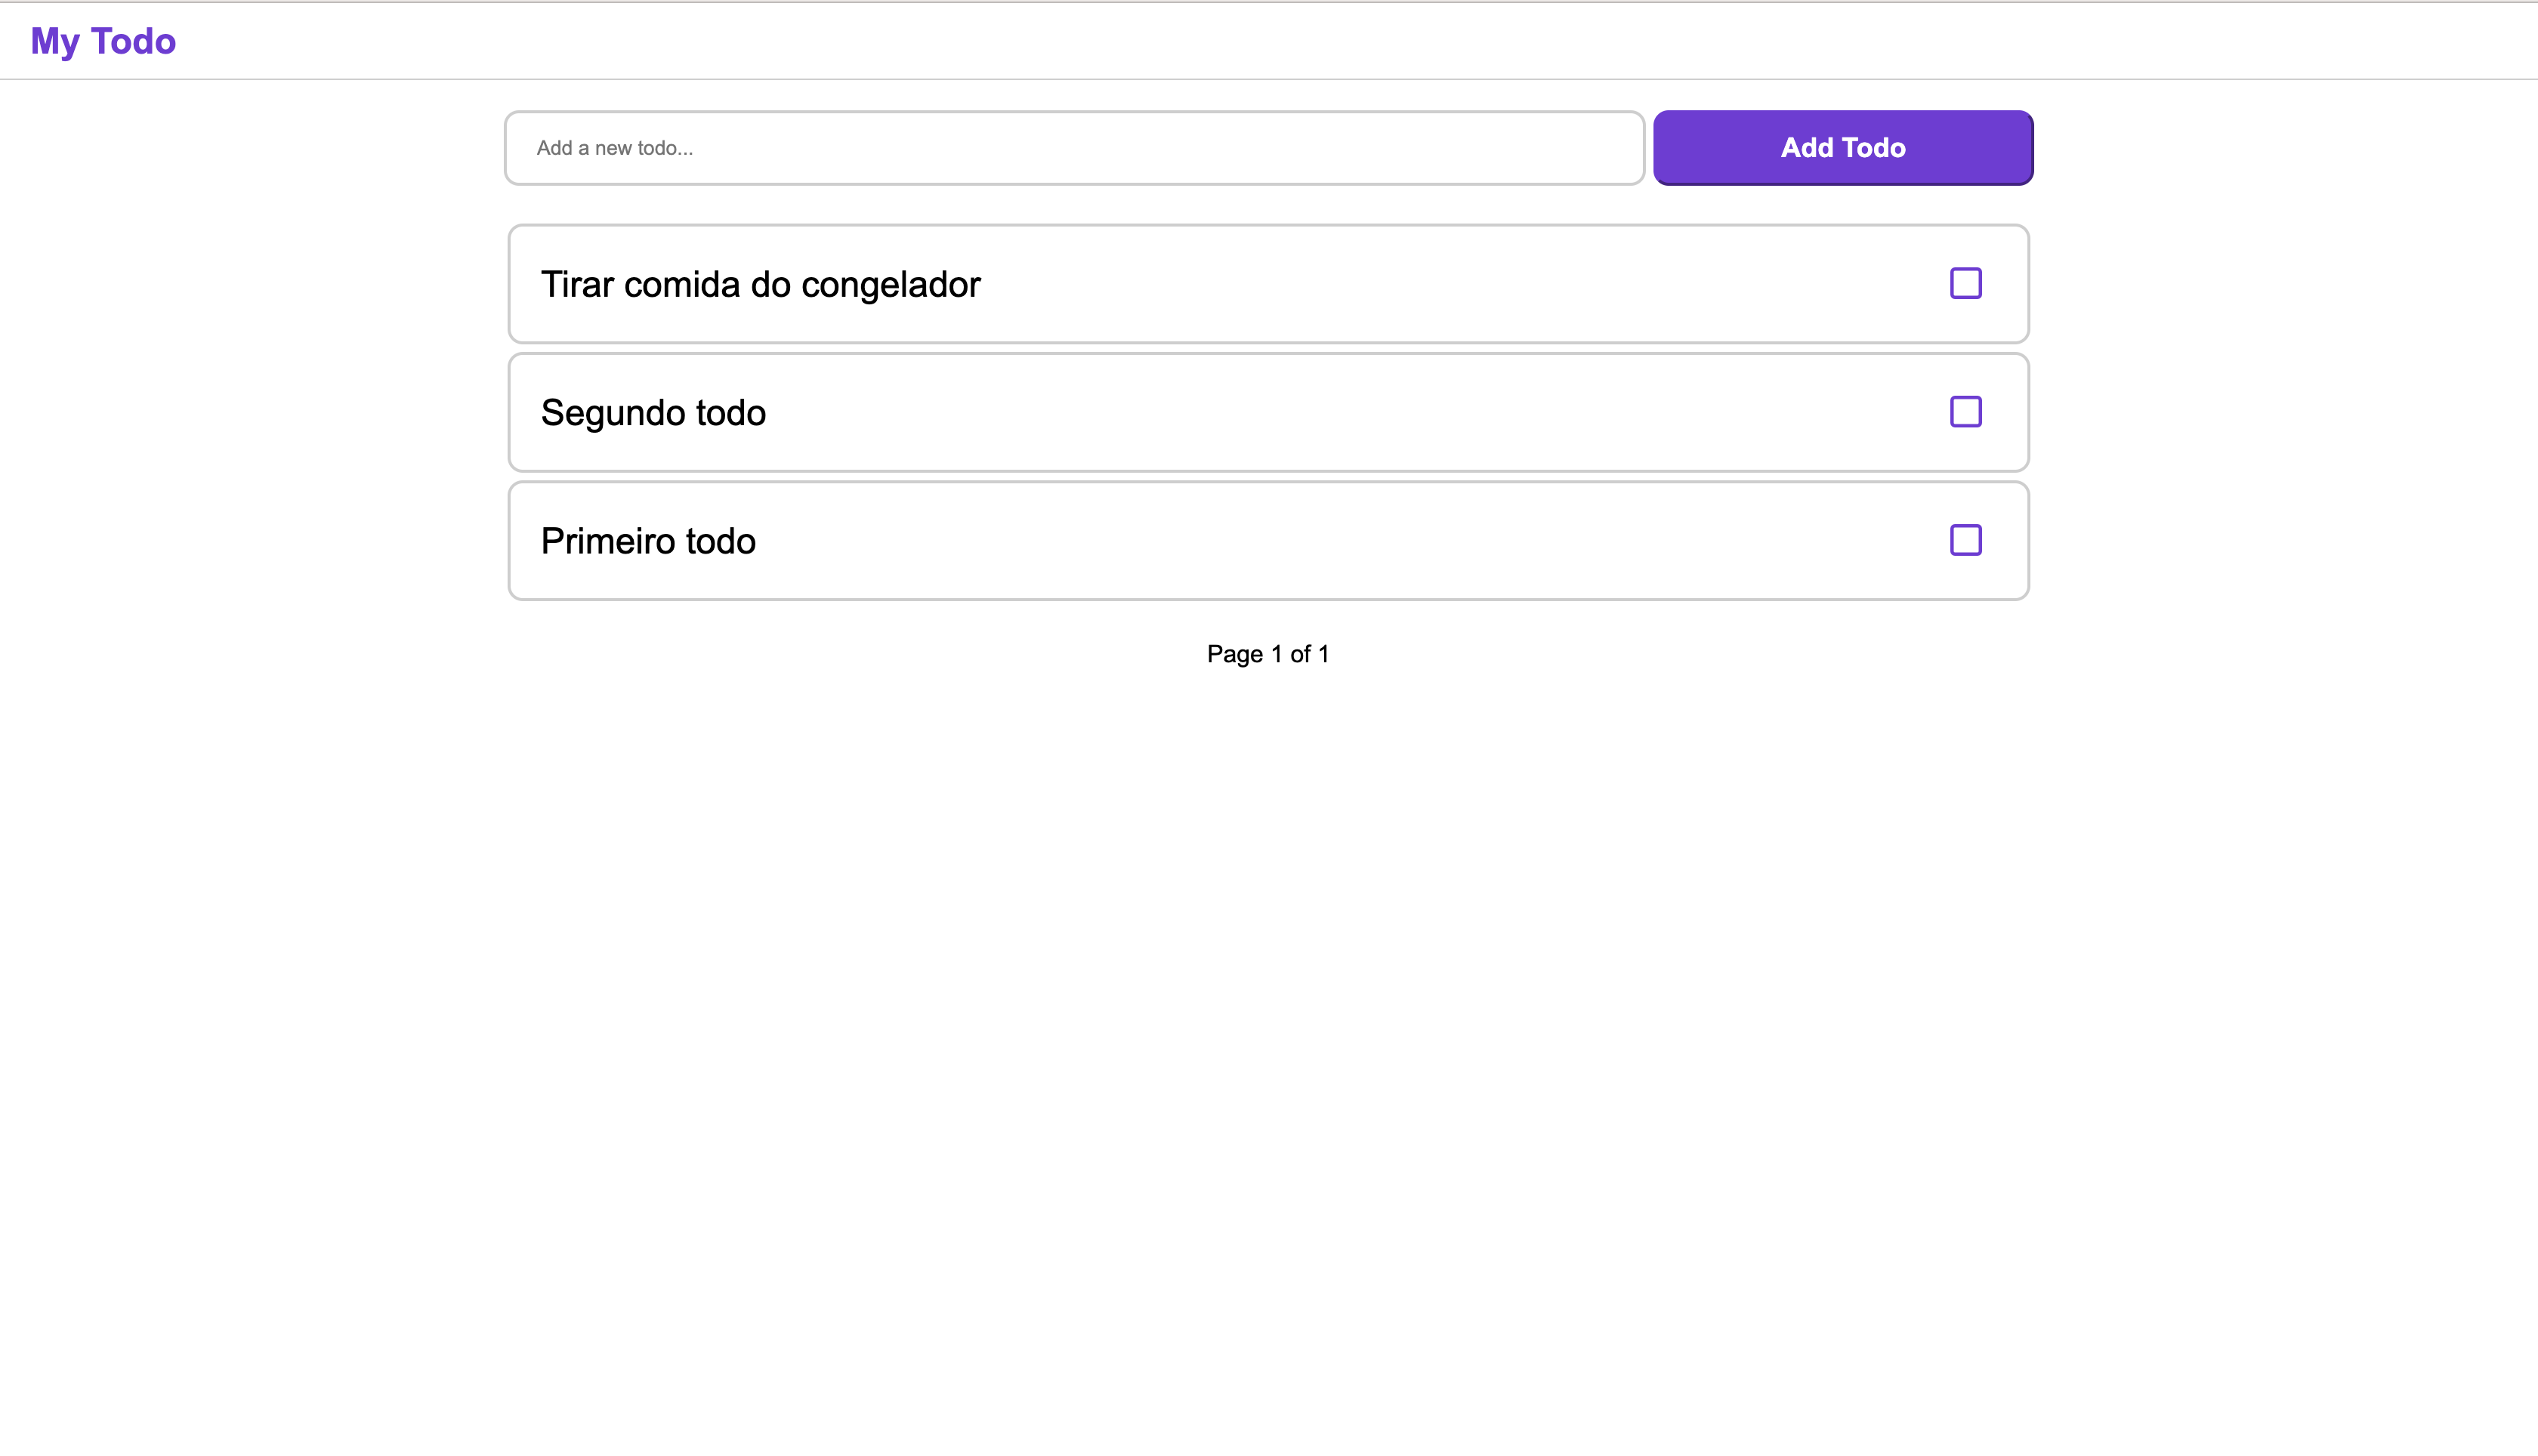 My Todo
Add a new todo...
Add Todo
Tirar comida do congelador
Segundo todo
Primeiro todo
Page 1 of 1